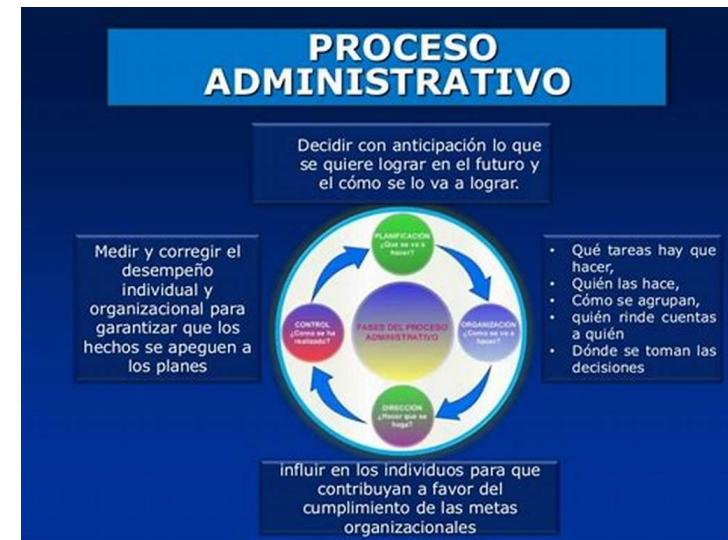 PROCESO
ADMINISTRATIVO
Decidir con anticipación lo que
se quiere lograr en el futuro y
el cómo se lo va a lograr.
PLANIFICACIÓN
¿Que se va a
hacer?
Medir y corregir el
desempeño
individual y
organizacional para
garantizar que los
hechos se apeguen a
los planes
CONTROL
¿Como se ha
realizado?
FASES DEL PROCESO
ADMINISTRATIVO
ORGANIZACIÓN
¿Como se va a
hacer?
• Qué tareas hay que
hacer,
• Quién las hace,
• Cómo se agrupan,
• quién rinde cuentas
a quién
• Dónde se toman las
decisiones
DIRECCIÓN
¿Hacer que se
haga?
influir en los individuos para que
contribuyan a favor del
cumplimiento de las metas
organizacionales